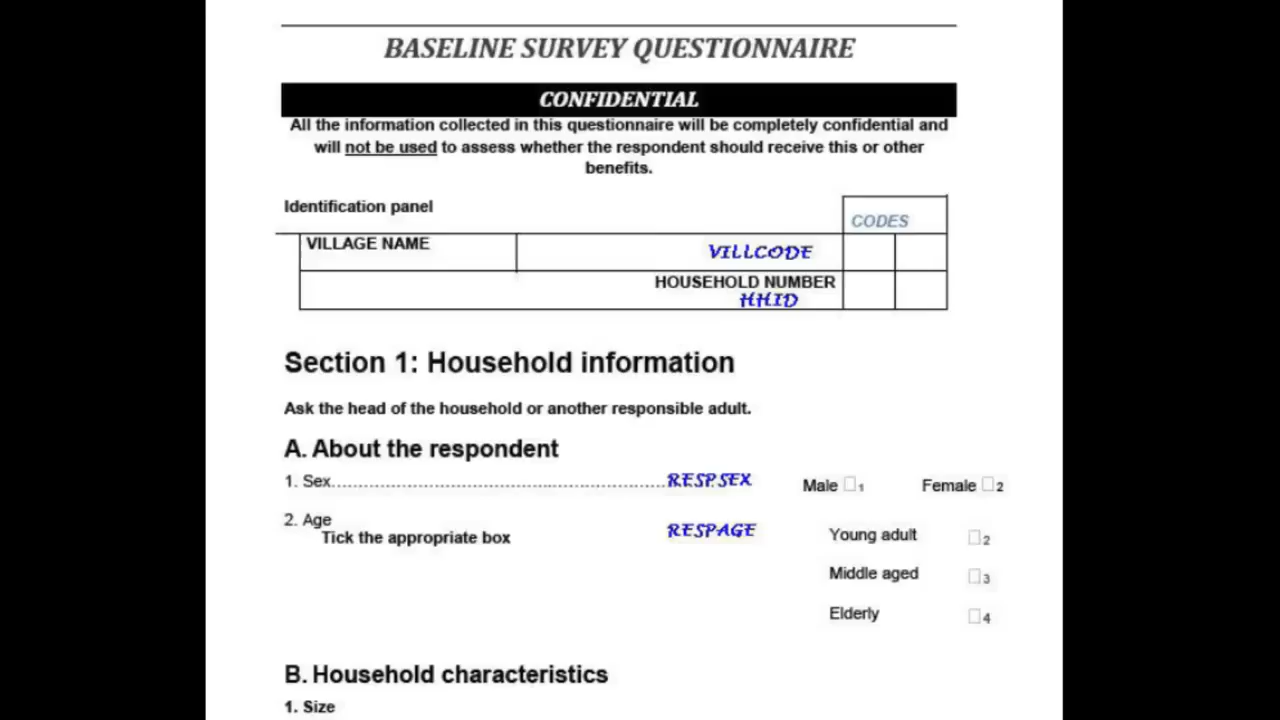 BASELINE SURVEY QUESTIONNAIRE
CONFIDENTIAL
All the information collected in this questionnaire will be completely confidential and
will not be used to assess whether the respondent should receive this or other
benefits.
Identification panel
CODES
VILLAGE NAME VILLCODE
HOUSEHOLD NUMBER
HHID
Section 1: Household information
Ask the head of the household or another responsible adult.
A. About the respondent
1. Sex........................................................................RESPSEX Male 1 Female 2
2. Age
Tick the appropriate box RESPAGE Young adult 2
Middle aged 3
Elderly 4
B. Household characteristics
1. Size